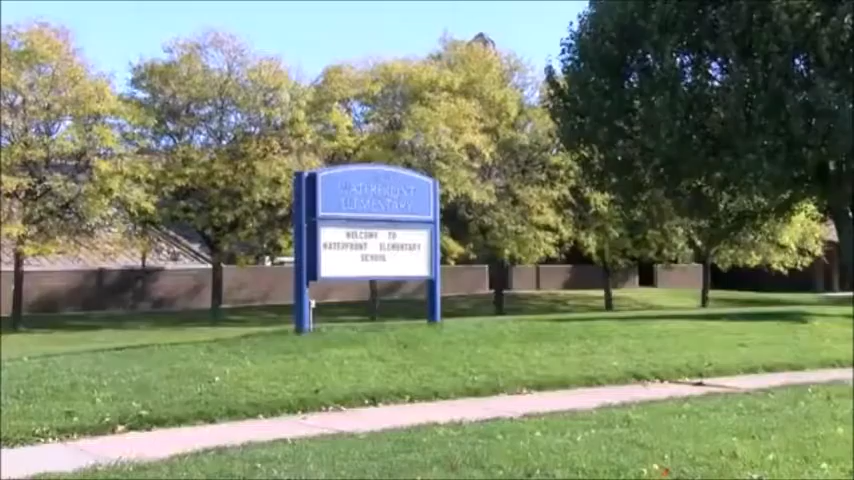 WATERFRONT
ELEMENTARY
WELCOME TO
WATERFRONT ELEMENTARY
SCHOOL